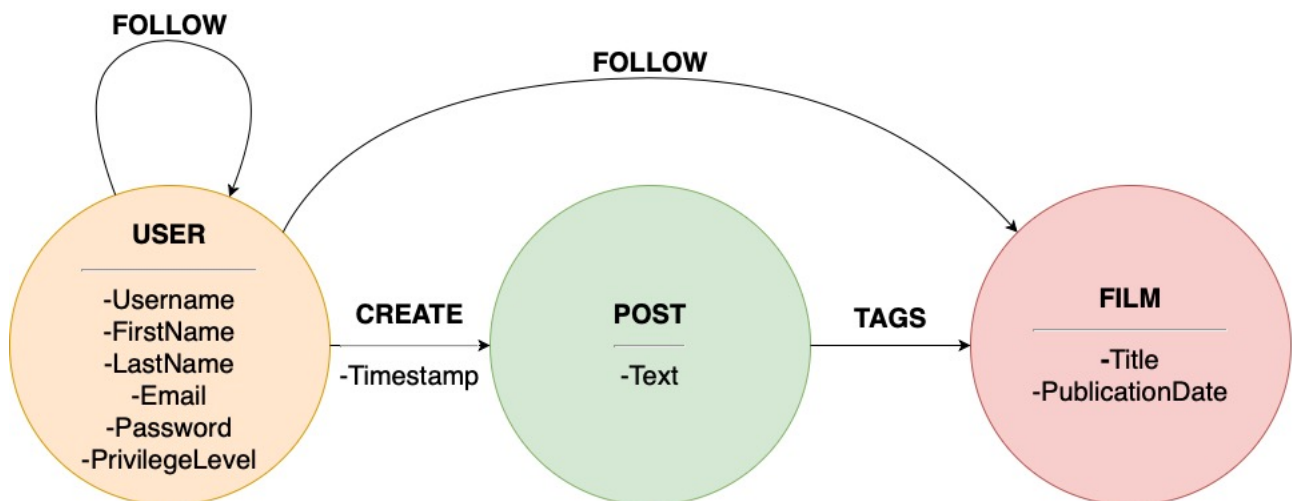 FOLLOW
FOLLOW
USER
-Username
-FirstName
-LastName
-Email
-Password
-PrivilegeLevel
CREATE
-Timestamp
POST
-Text
TAGS
FILM
-Title
-PublicationDate